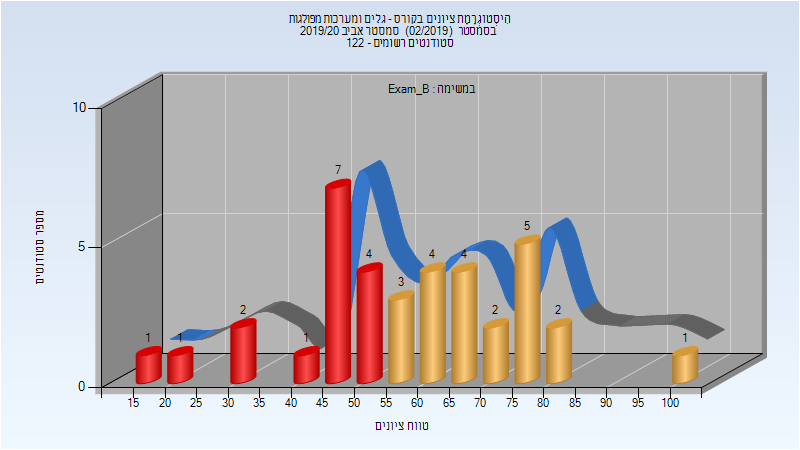 היסטוגרמת ציונים בקורס - גלים ומערכות מפולגות
בסמסטר (02/2019) סמסטר אביב 2019/20
סטודנטים רשומים - 122
במשימה : Exam_B
מספר סטודנטים
10
5
0
1
1
2
1
7
4
3
4
4
2
5
2
1
15 20 25 30 35 40 45 50 55 60 65 70 75 80 85 90 95 100
טווח ציונים